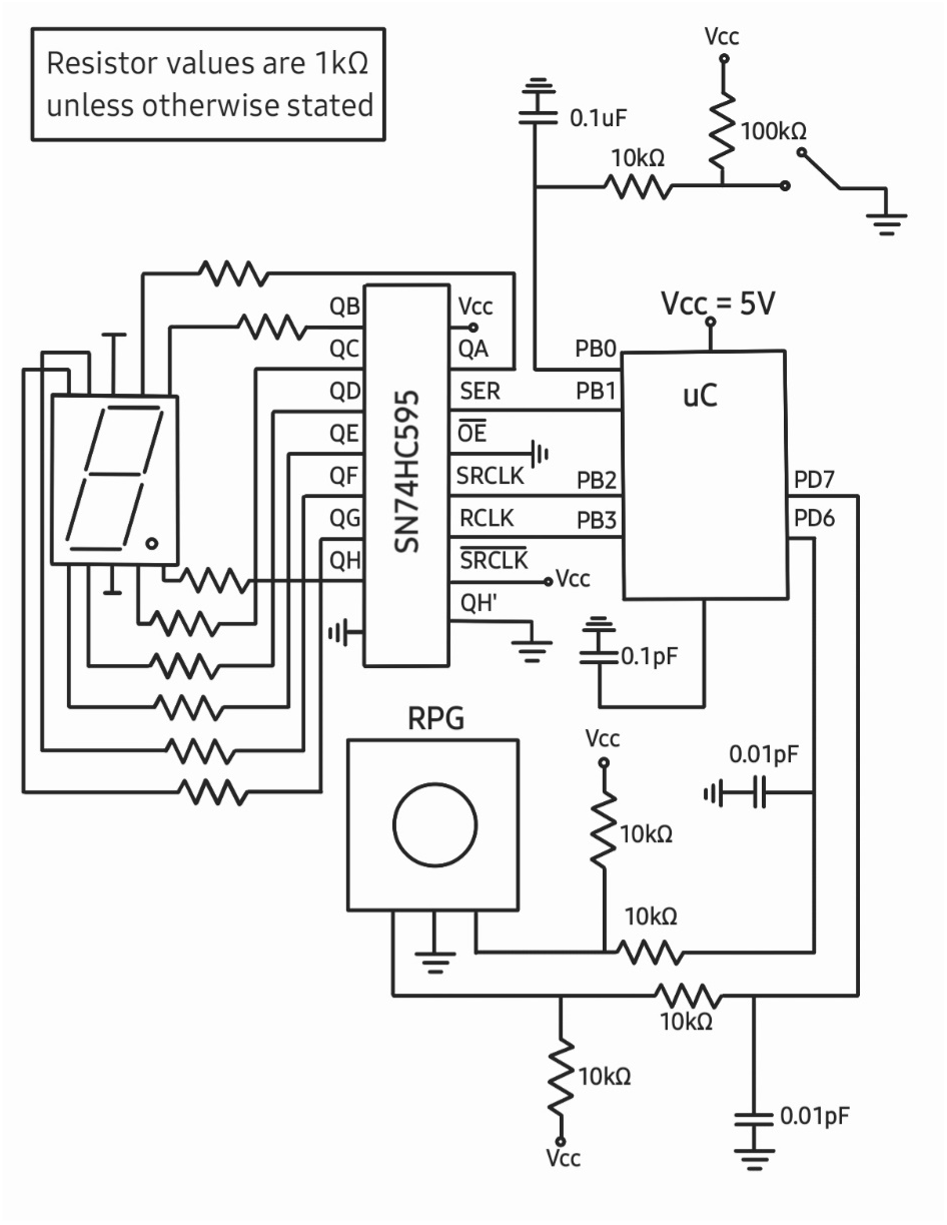 Resistor values are 1kΩ
unless otherwise stated
Vcc
0.1uF
100kΩ
10kΩ
Vcc = 5V
QB
Vcc
QC
QA
PB0
QD
SER
PB1
uC
QE
OE
QF
SRCLK
PB2
PD7
QG
RCLK
PB3
PD6
QH
SRCLK
Vcc
QH'
SN74HC595
0.1pF
RPG
Vcc
0.01pF
10kΩ
10kΩ
10kΩ
10kΩ
0.01pF
Vcc